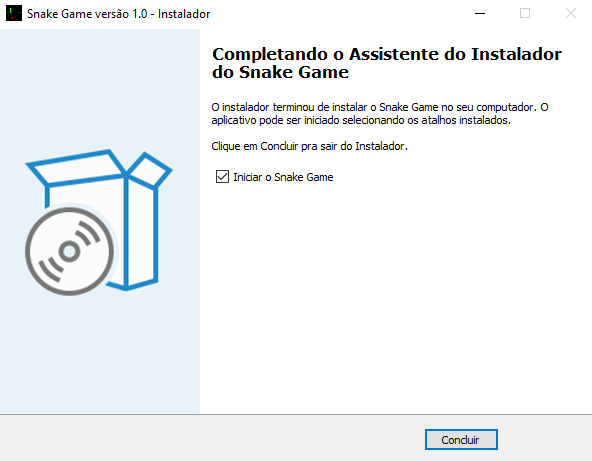 Snake Game versão 1.0 - Instalador
Completando o Assistente do Instalador
do Snake Game
O instalador terminou de instalar o Snake Game no seu computador. O
aplicativo pode ser iniciado selecionando os atalhos instalados.
Clique em Concluir pra sair do Instalador.
Iniciar o Snake Game
Concluir